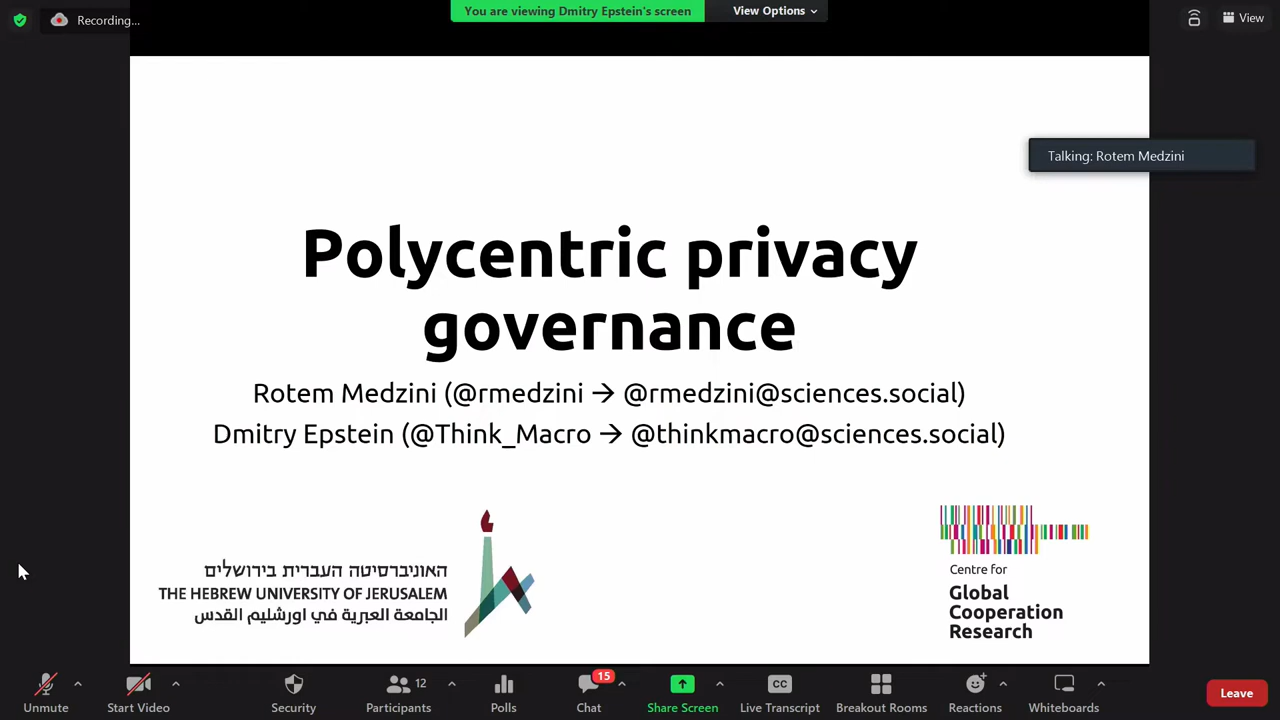 You are viewing Dmitry Epstein's screen
View Options
Recording...
View
Talking: Rotem Medzini
Polycentric privacy
governance
Rotem Medzini (@rmedzini → @rmedzini@sciences.social)
Dmitry Epstein (@Think_Macro → @thinkmacro@sciences.social)
האוניברסיטה העברית בירושלים
THE HEBREW UNIVERSITY OF JERUSALEM
الجامعة العبرية في اورشليم القدس
Centre for
Global
Cooperation
Research
Unmute
Start Video
Security
12
Participants
Polls
15
Chat
Share Screen
CC
Live Transcript
Breakout Rooms
Reactions
Whiteboards
Leave